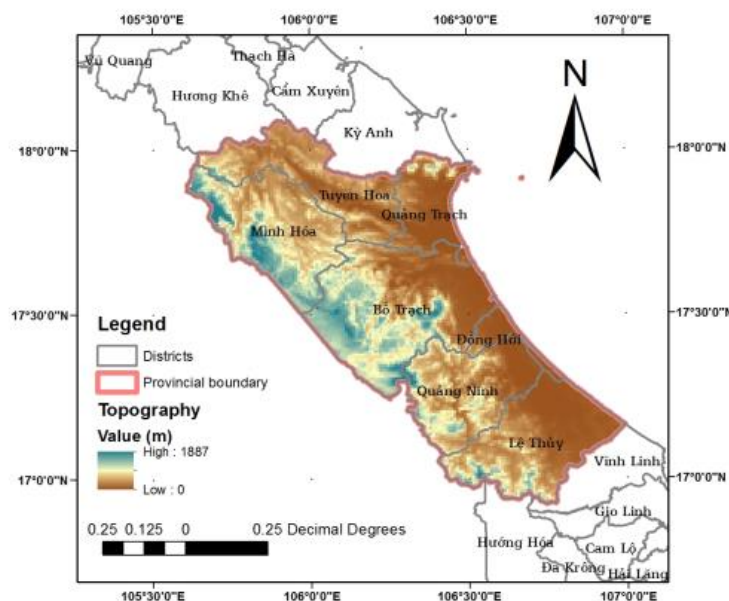 105°30'0"E 106°0'0"E 106°30'0"E 107°0'0"E
Vũ Quang
Thạch Hà
Hương Khê
Cẩm Xuyên
Kỳ Anh
N
18°0'0"N 18°0'0"N
Tuyen Hoa
Quảng Trạch
Minh Hóa
17°30'0"N 17°30'0"N
Bố Trạch
Đồng Hới
Quảng Ninh
Lệ Thủy
Legend
Districts
Provincial boundary
Topography
Value (m)
High : 1887
Low : 0
17°0'0"N 17°0'0"N
Vĩnh Linh
Gio Linh
Hướng Hóa
Cam Lộ
Đa Krông
Hải Lăng
0.25 0.125 0 0.25 Decimal Degrees
105°30'0"E 106°0'0"E 106°30'0"E 107°0'0"E